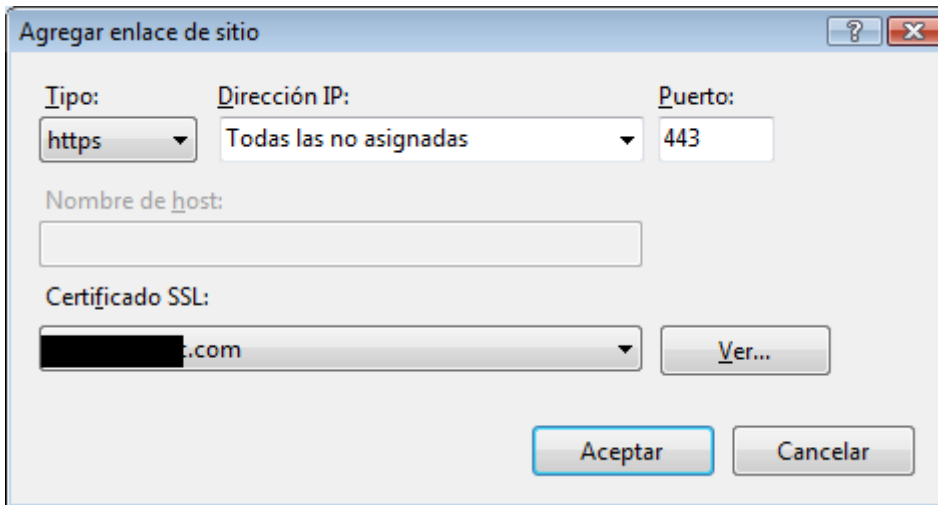 Agregar enlace de sitio
Tipo: Dirección IP: Puerto:
https Todas las no asignadas 443
Nombre de host:
Certificado SSL:
.com Ver...
Aceptar Cancelar